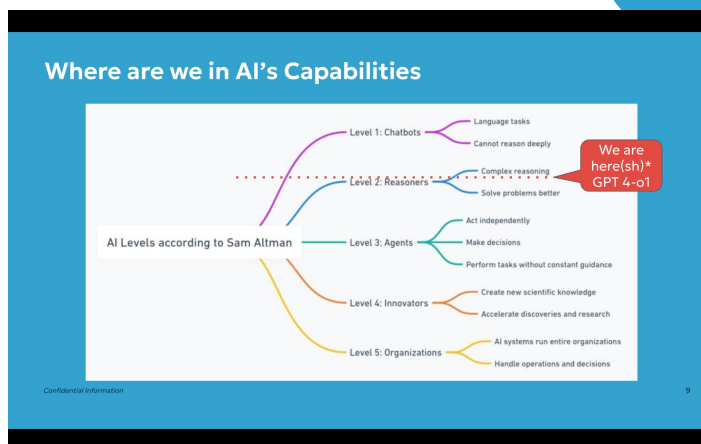 Where are we in AI's Capabilities
AI Levels according to Sam Altman
Level 1: Chatbots
Language tasks
Cannot reason deeply
Level 2: Reasoners
Complex reasoning
Solve problems better
Level 3: Agents
Act independently
Make decisions
Perform tasks without constant guidance
Level 4: Innovators
Create new scientific knowledge
Accelerate discoveries and research
Level 5: Organizations
AI systems run entire organizations
Handle operations and decisions
We are
here(sh)*
GPT 4-o1
Confidential Information
9